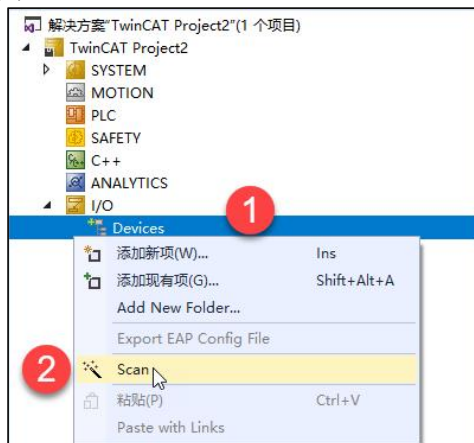 解决方案"TwinCAT Project2"(1 个项目)
TwinCAT Project2
SYSTEM
MOTION
PLC
SAFETY
C++
ANALYTICS
I/O
1
Devices
添加新项(W)... Ins
添加现有项(G)... Shift+Alt+A
Add New Folder...
Export EAP Config File
2
Scan
粘贴(P) Ctrl+V
Paste with Links